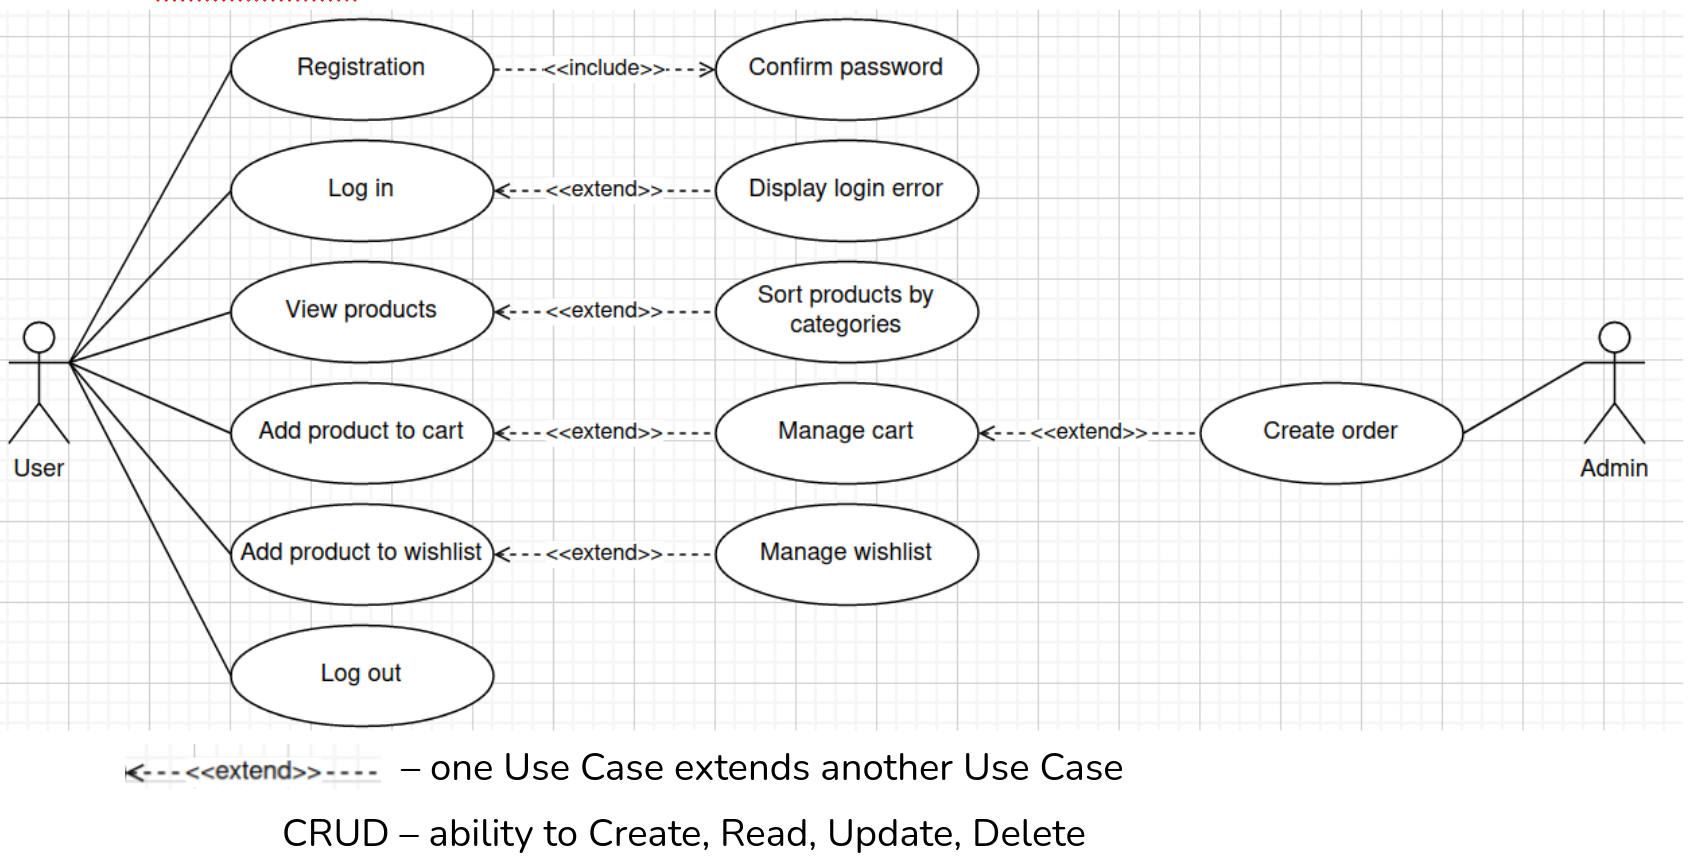 Registration
<<include>>
Confirm password
Log in
<<extend>>
Display login error
View products
<<extend>>
Sort products by
categories
Add product to cart
<<extend>>
Manage cart
<<extend>>
Create order
User
Admin
Add product to wishlist
<<extend>>
Manage wishlist
Log out
<<extend>> – one Use Case extends another Use Case
CRUD – ability to Create, Read, Update, Delete